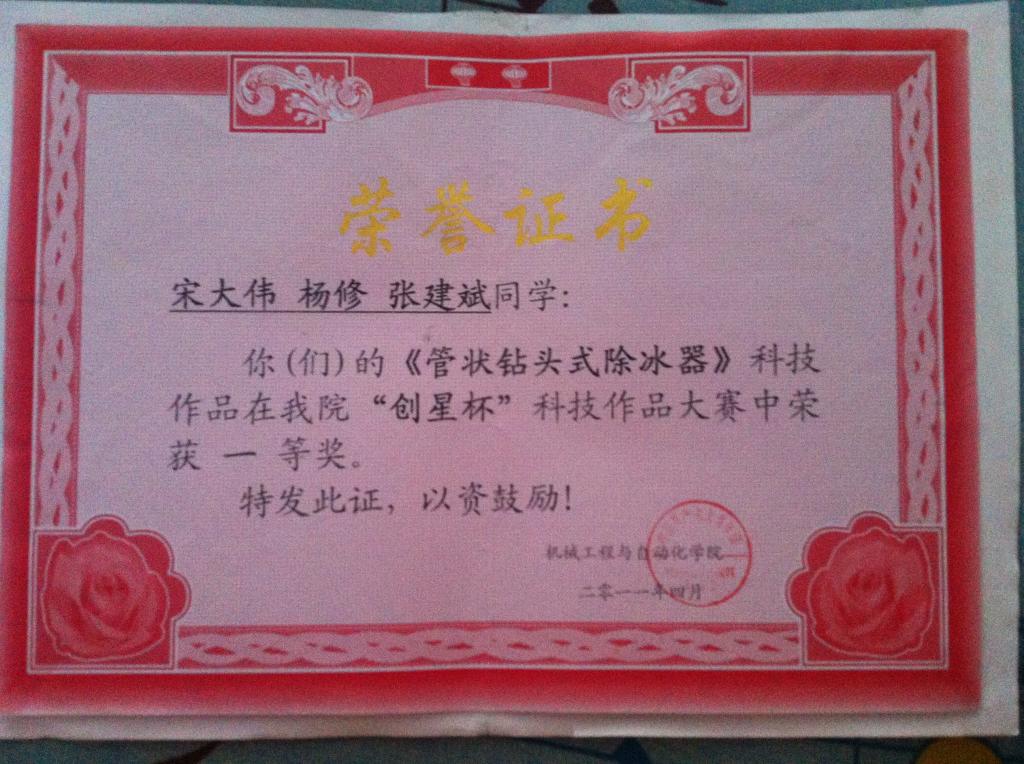 荣誉证书
宋大伟 杨修 张建斌同学:
你(们)的《管状钻头式除冰器》科技
作品在我院“创星杯”科技作品大赛中荣
获 一 等奖。
特发此证,以资鼓励!
机械工程与自动化学院
二零一一年四月